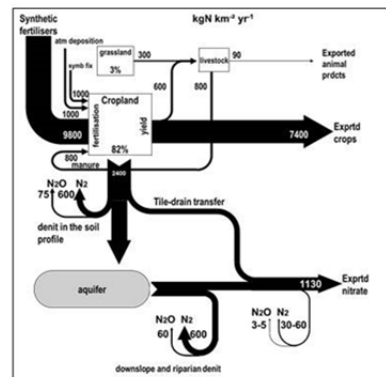 kgN km-² yr-¹
Synthetic
fertilisers
atm deposition
symb fix
grassland
3%
300
livestock
90
Exported
animal
prdcts
1000
1000
600
800
Cropland
fertilisation
yield
82%
9800
7400
Exprtd
crops
800
manure
2400
N2O N2
75 600
denit in the soil
profile
Tile-drain transfer
aquifer
1130
Exprtd
nitrate
N2O N2
60 600
N2O N2
3-5 30-60
downslope and riparian denit